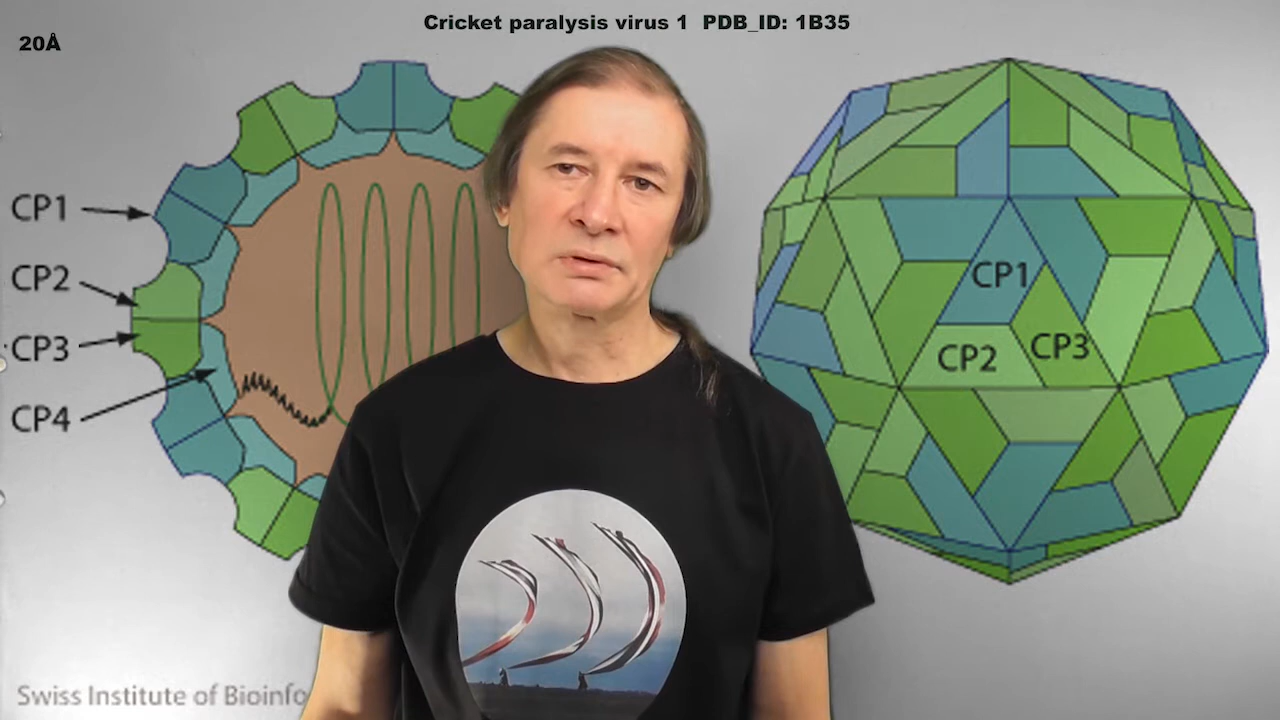 Cricket paralysis virus 1 PDB_ID: 1B35
20Å
CP1
CP2
CP3
CP4
CP1
CP2
CP3
Swiss Institute of Bioinfo